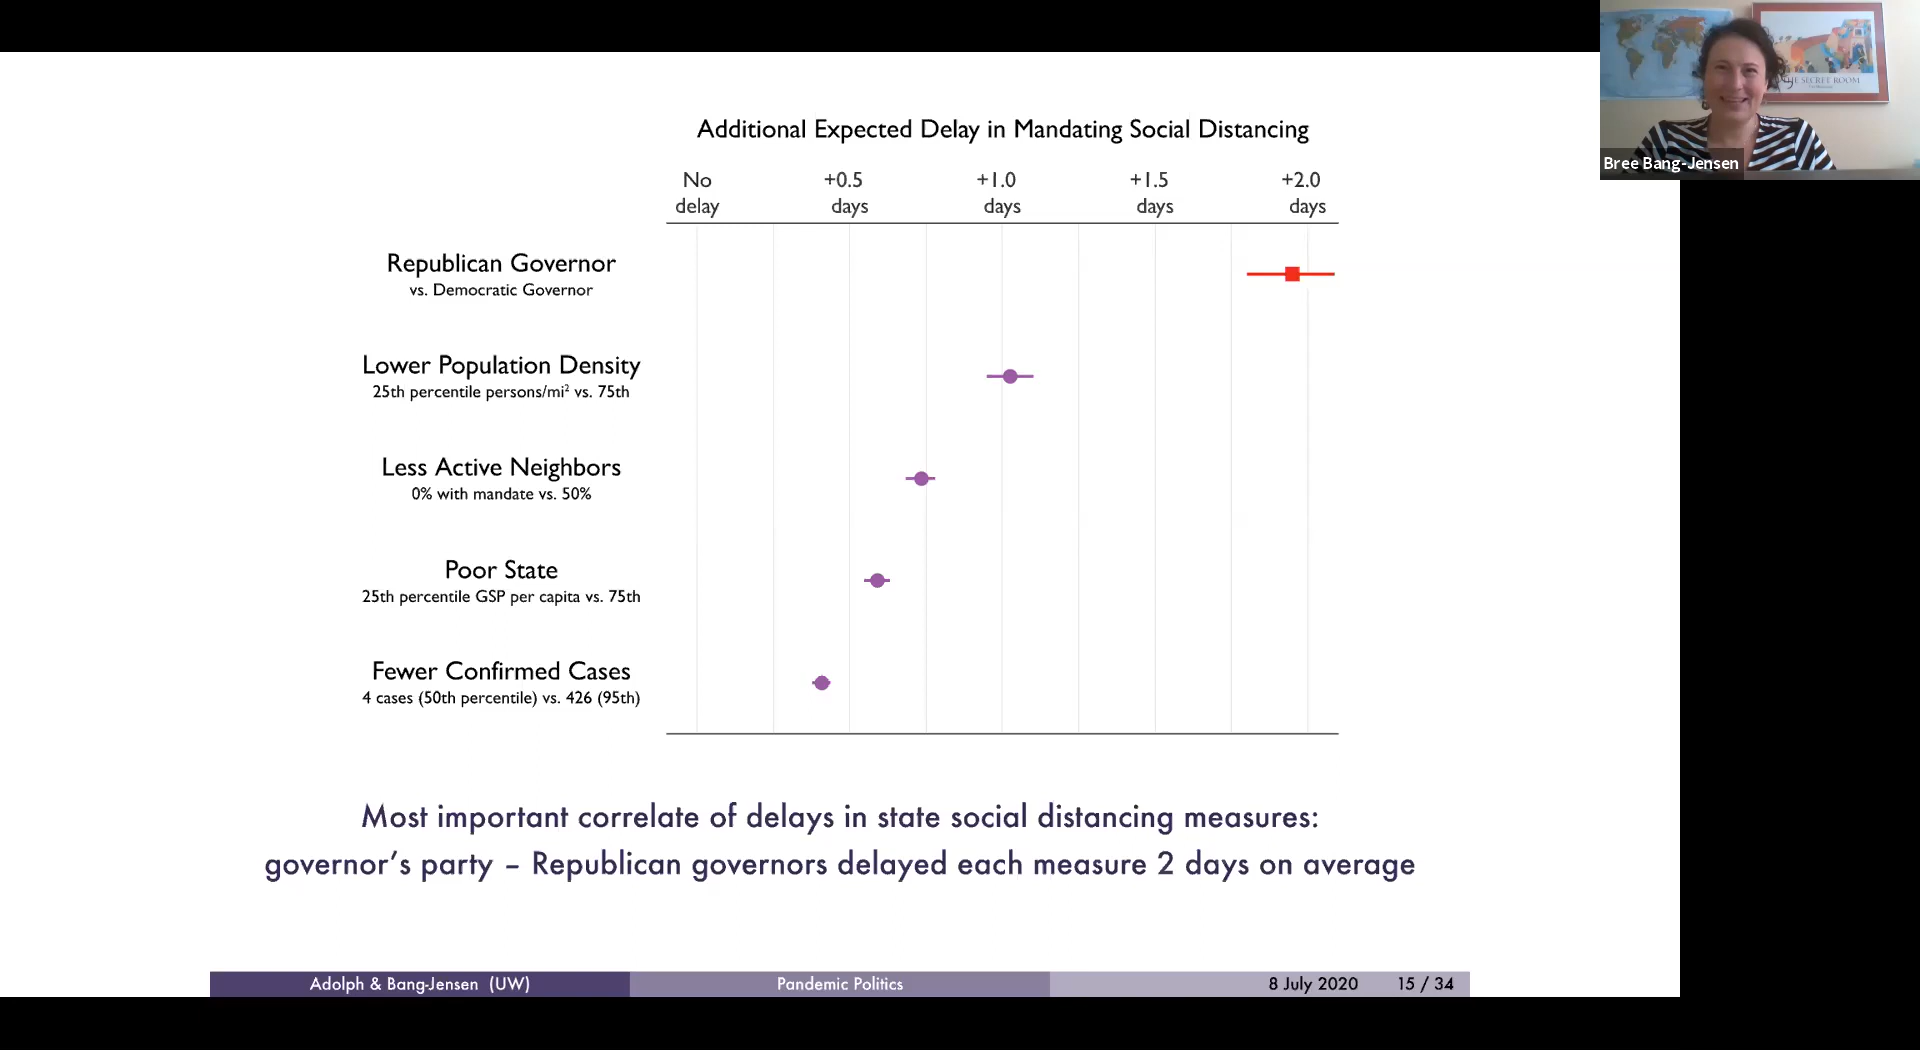 Additional Expected Delay in Mandating Social Distancing
No delay
+0.5 days
+1.0 days
+1.5 days
+2.0 days
Republican Governor
vs. Democratic Governor
Lower Population Density
25th percentile persons/mi² vs. 75th
Less Active Neighbors
0% with mandate vs. 50%
Poor State
25th percentile GSP per capita vs. 75th
Fewer Confirmed Cases
4 cases (50th percentile) vs. 426 (95th)
Most important correlate of delays in state social distancing measures:
governor's party – Republican governors delayed each measure 2 days on average
Adolph & Bang-Jensen (UW)
Pandemic Politics
8 July 2020
15 / 34
SECRET ROOM
Bree Bang-Jensen